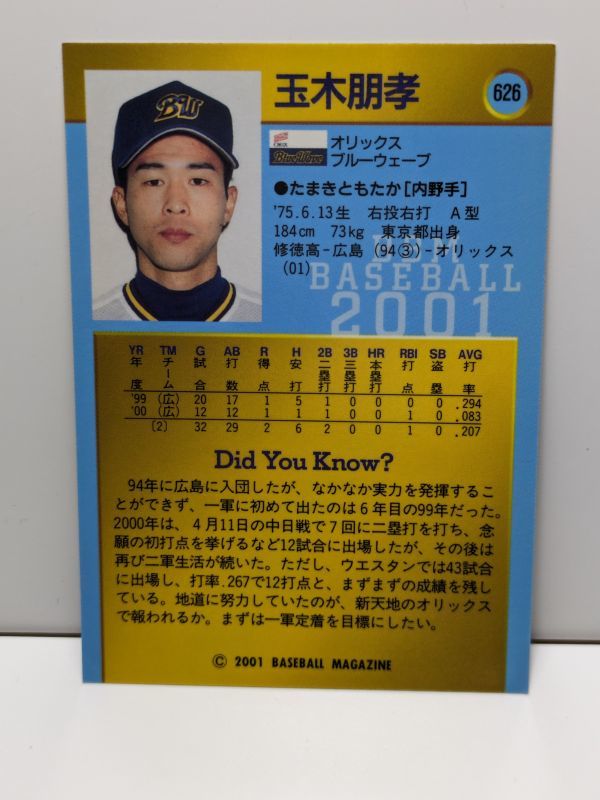 玉木朋孝
626
BW
ORIX
BlueWave
オリックス
ブルーウェーブ
●たまきともたか[内野手]
'75.6.13生 右投右打 A型
184cm 73kg 東京都出身
修徳高-広島(94③)-オリックス
(01)
BBM
BASEBALL
2001
YR TM G AB R H 2B 3B HR RBI SB AVG
年度 チーム 試合 打数 得点 安打 二塁打 三塁打 本塁打 打点 盗塁 打率
'99 (広) 20 17 1 5 1 0 0 0 0 .294
'00 (広) 12 12 1 1 1 0 0 1 0 .083
[2] 32 29 2 6 2 0 0 1 0 .207
Did You Know?
94年に広島に入団したが、なかなか実力を発揮するこ
とができず、一軍に初めて出たのは6年目の99年だった。
2000年は、4月11日の中日戦で7回に二塁打を打ち、念
願の初打点を挙げるなど12試合に出場したが、その後は
再び二軍生活が続いた。ただし、ウエスタンでは43試合
に出場し、打率.267で12打点と、まずまずの成績を残し
ている。地道に努力していたのが、新天地のオリックス
で報われるか。まずは一軍定着を目標にしたい。
© 2001 BASEBALL MAGAZINE